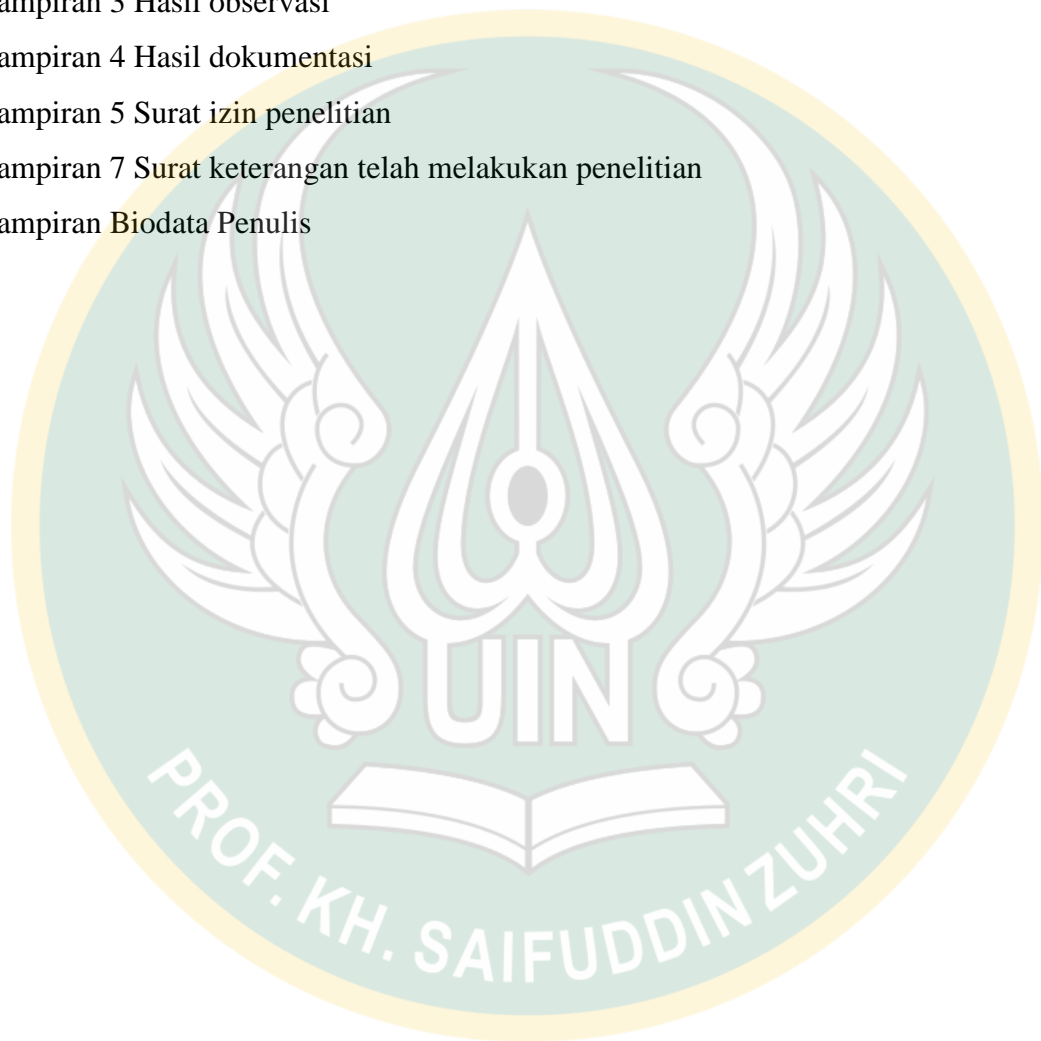 ampiran 3 Hasil observasi
ampiran 4 Hasil dokumentasi
ampiran 5 Surat izin penelitian
ampiran 7 Surat keterangan telah melakukan penelitian
ampiran Biodata Penulis
UIN
PROF. KH. SAIFUDDIN ZUHRI